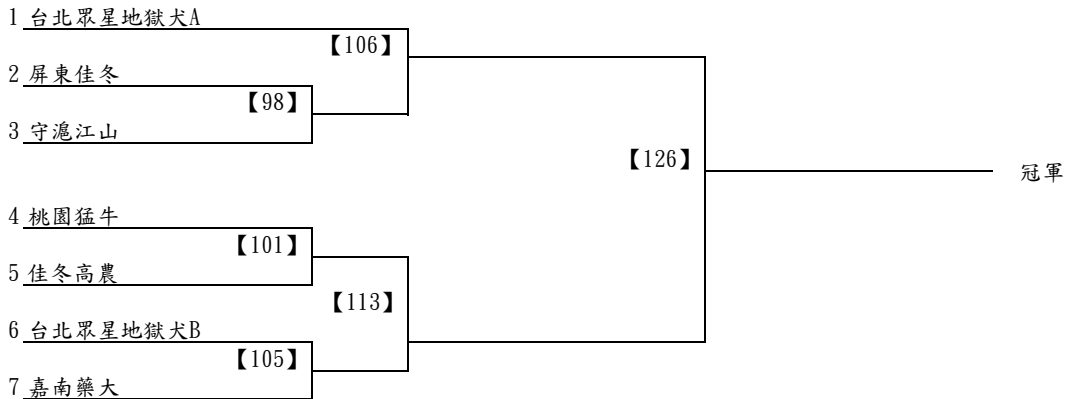 1 台北眾星地獄犬A
【106】
2 屏東佳冬
【98】
3 守滬江山
【126】
冠軍
4 桃園猛牛
【101】
5 佳冬高農
【113】
6 台北眾星地獄犬B
【105】
7 嘉南藥大